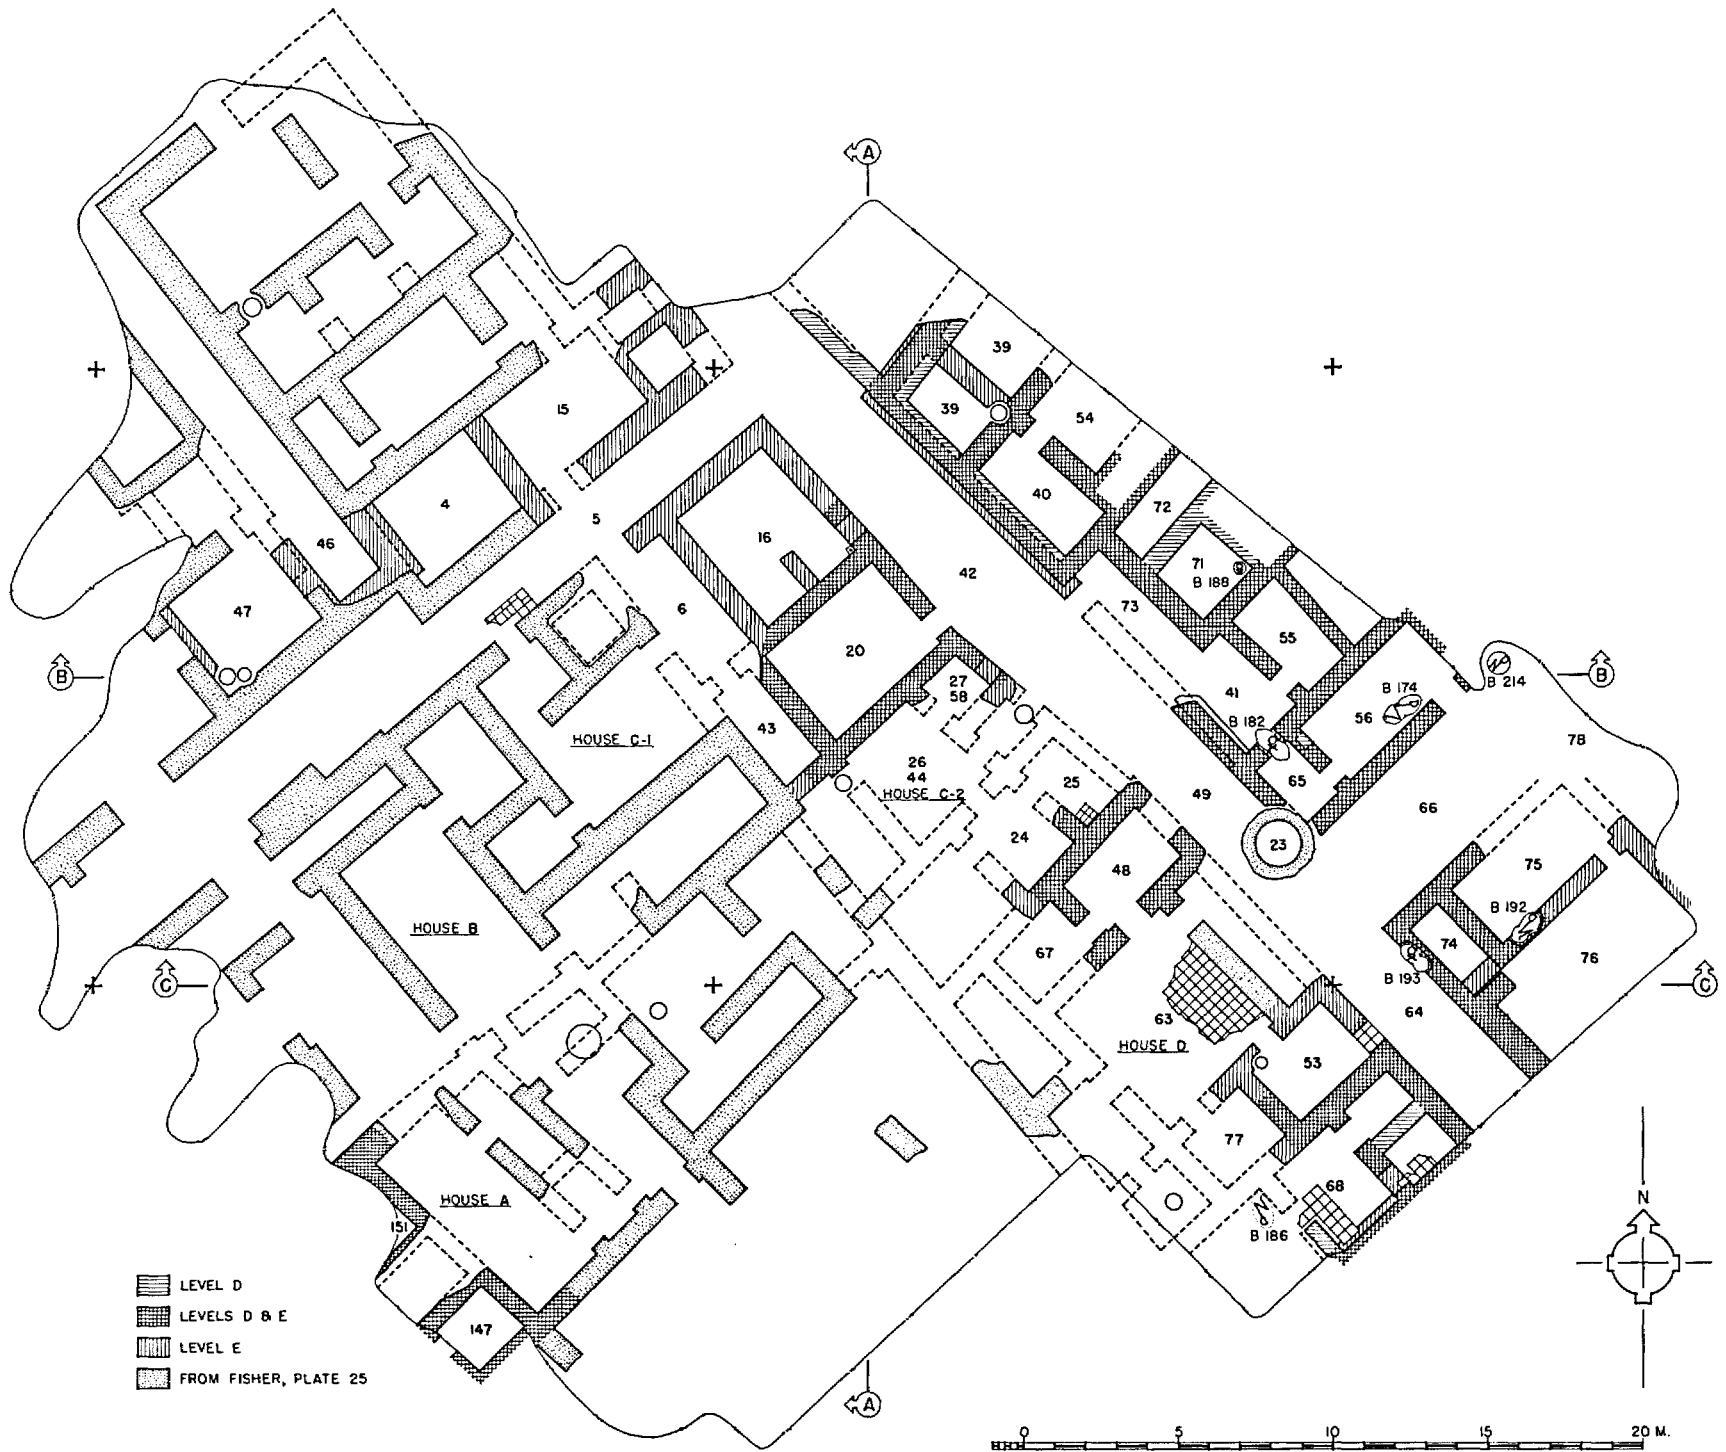 A
39
39
54
15
40
4
72
5
46
16
71
B 188
42
47
73
6
55
20
B
27
58
41
B 174
B 214
B
56
B 182
43
HOUSE C-1
78
26
44
HOUSE C-2
25
65
49
66
24
23
48
75
B 192
HOUSE B
74
67
76
B 193
C
C
63
64
HOUSE D
53
77
68
HOUSE A
N
151
B 186
LEVEL D
LEVELS D & E
147
LEVEL E
FROM FISHER, PLATE 25
A
0 5 10 15 20 M.